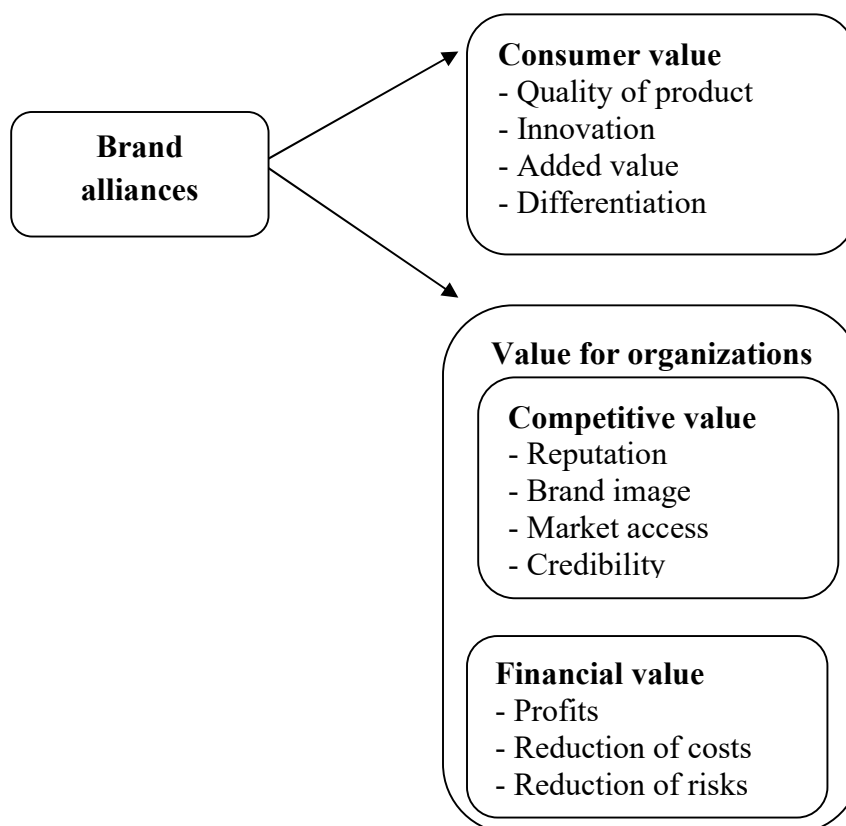 Brand
alliances
Consumer value
- Quality of product
- Innovation
- Added value
- Differentiation
Value for organizations
Competitive value
- Reputation
- Brand image
- Market access
- Credibility
Financial value
- Profits
- Reduction of costs
- Reduction of risks